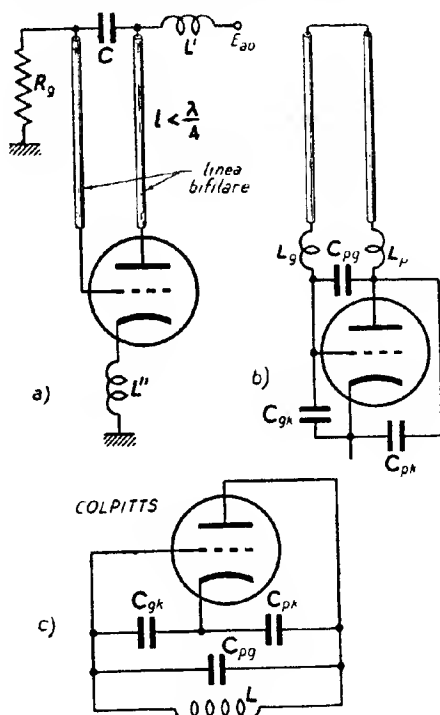 C
L'
E_ao
R_g
l < λ/4
linea
bifilare
L_g
C_pg
L_p
a)
L"
b)
C_gk
C_pk
COLPITTS
C_gk
C_pk
c)
C_pg
L